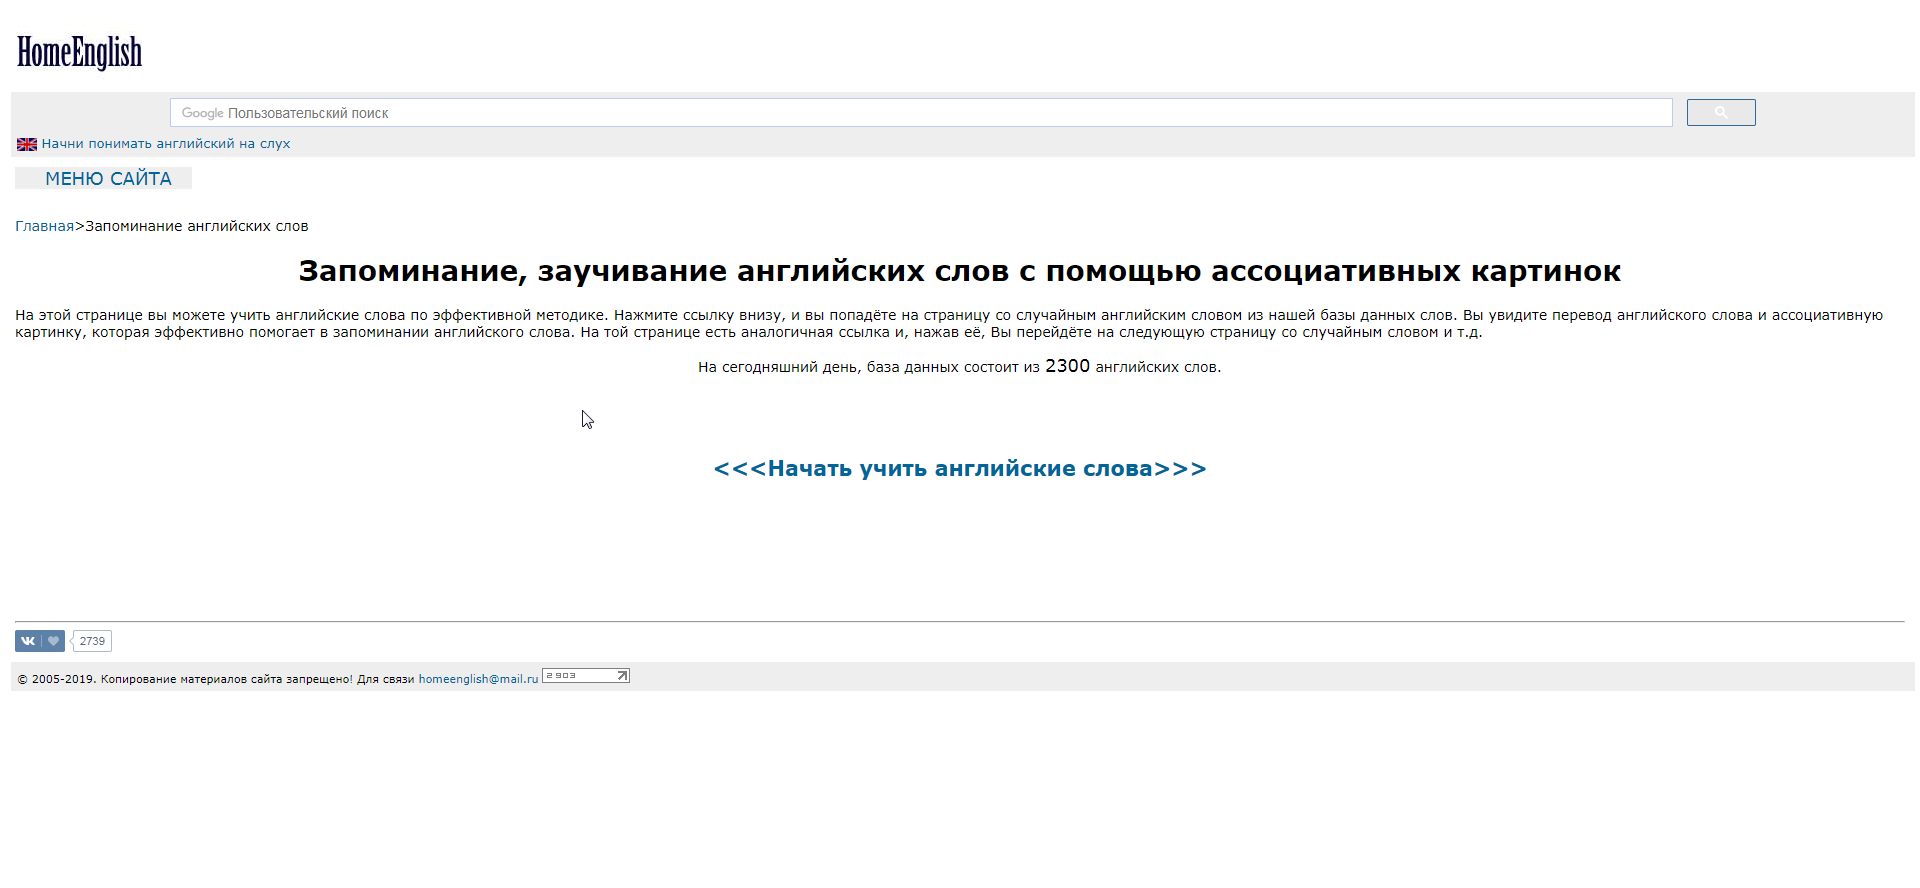 HomeEnglish
Google Пользовательский поиск
Начни понимать английский на слух
МЕНЮ САЙТА
Главная>Запоминание английских слов
Запоминание, заучивание английских слов с помощью ассоциативных картинок
На этой странице вы можете учить английские слова по эффективной методике. Нажмите ссылку внизу, и вы попадёте на страницу со случайным английским словом из нашей базы данных слов. Вы увидите перевод английского слова и ассоциативную
картинку, которая эффективно помогает в запоминании английского слова. На той странице есть аналогичная ссылка и, нажав её, Вы перейдёте на следующую страницу со случайным словом и т.д.
На сегодняшний день, база данных состоит из 2300 английских слов.
<<<Начать учить английские слова>>>
2739
© 2005-2019. Копирование материалов сайта запрещено! Для связи homeenglish@mail.ru 2903